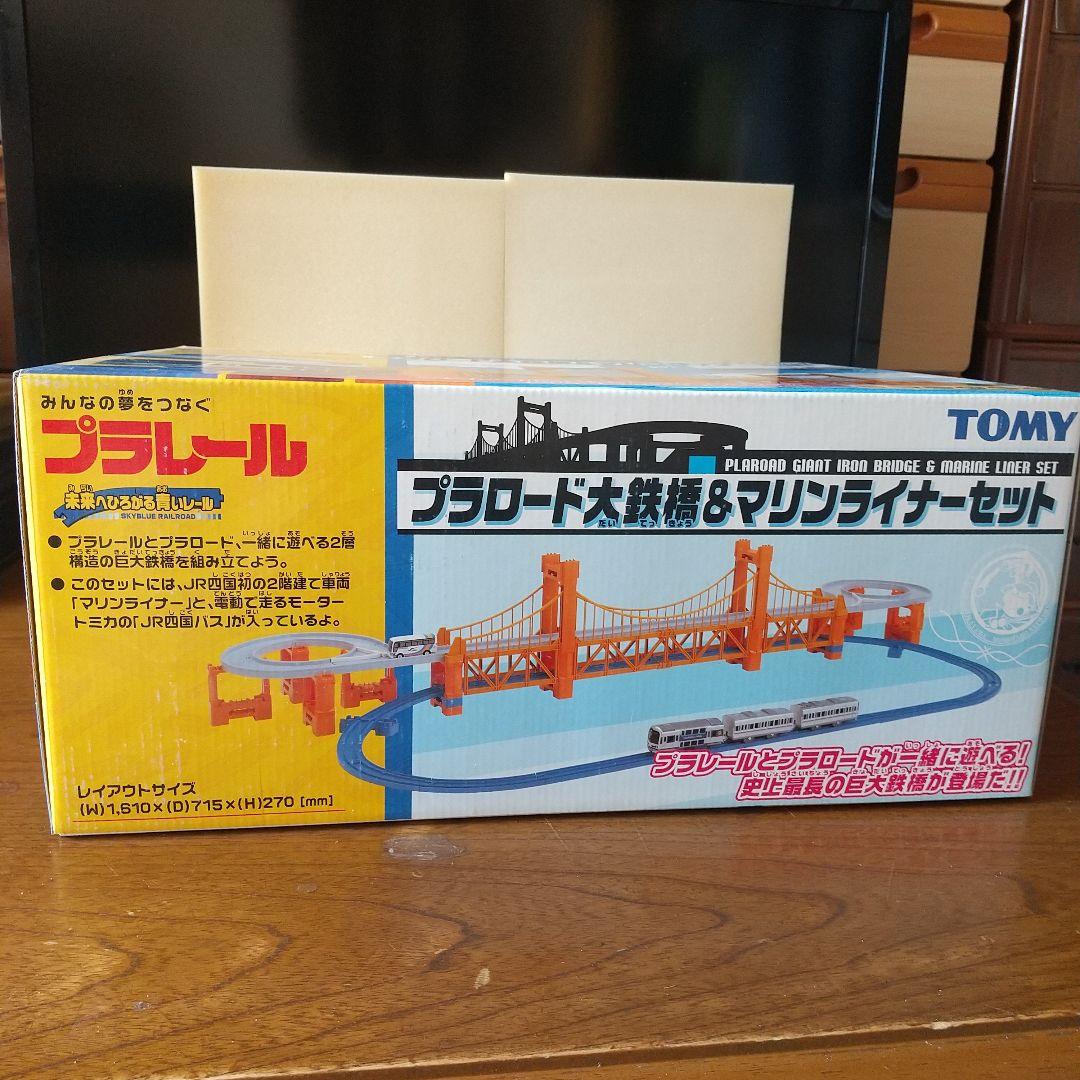 みんなの夢をつなぐ
プラレール
未来へひろがる青いレール
SKYBLUE RAILROAD
● プラレールとプラロード、一緒に遊べる2層
構造の巨大鉄橋を組み立てよう。
● このセットには、JR四国初の2階建て車両
「マリンライナー」と、電動で走るモーター
トミカの「JR四国バス」が入っているよ。
レイアウトサイズ
(W)1,610×(D)715×(H)270 [mm]
TOMY
PLAROAD GIANT IRON BRIDGE & MARINE LINER SET
プラロード大鉄橋&マリンライナーセット
プラレールとプラロードが一緒に遊べる!
史上最長の巨大鉄橋が登場だ!!